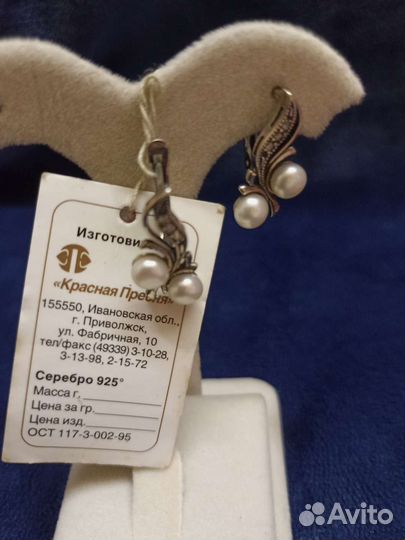 Изготови
«Красная Пресня»
155550, Ивановская обл.,
г. Приволжск,
ул. Фабричная, 10
тел/факс (49339) 3-10-28,
3-13-98, 2-15-72
Серебро 925°
Масса г.
Цена за гр.
Цена изд.
ОСТ 117-3-002-95
Avito